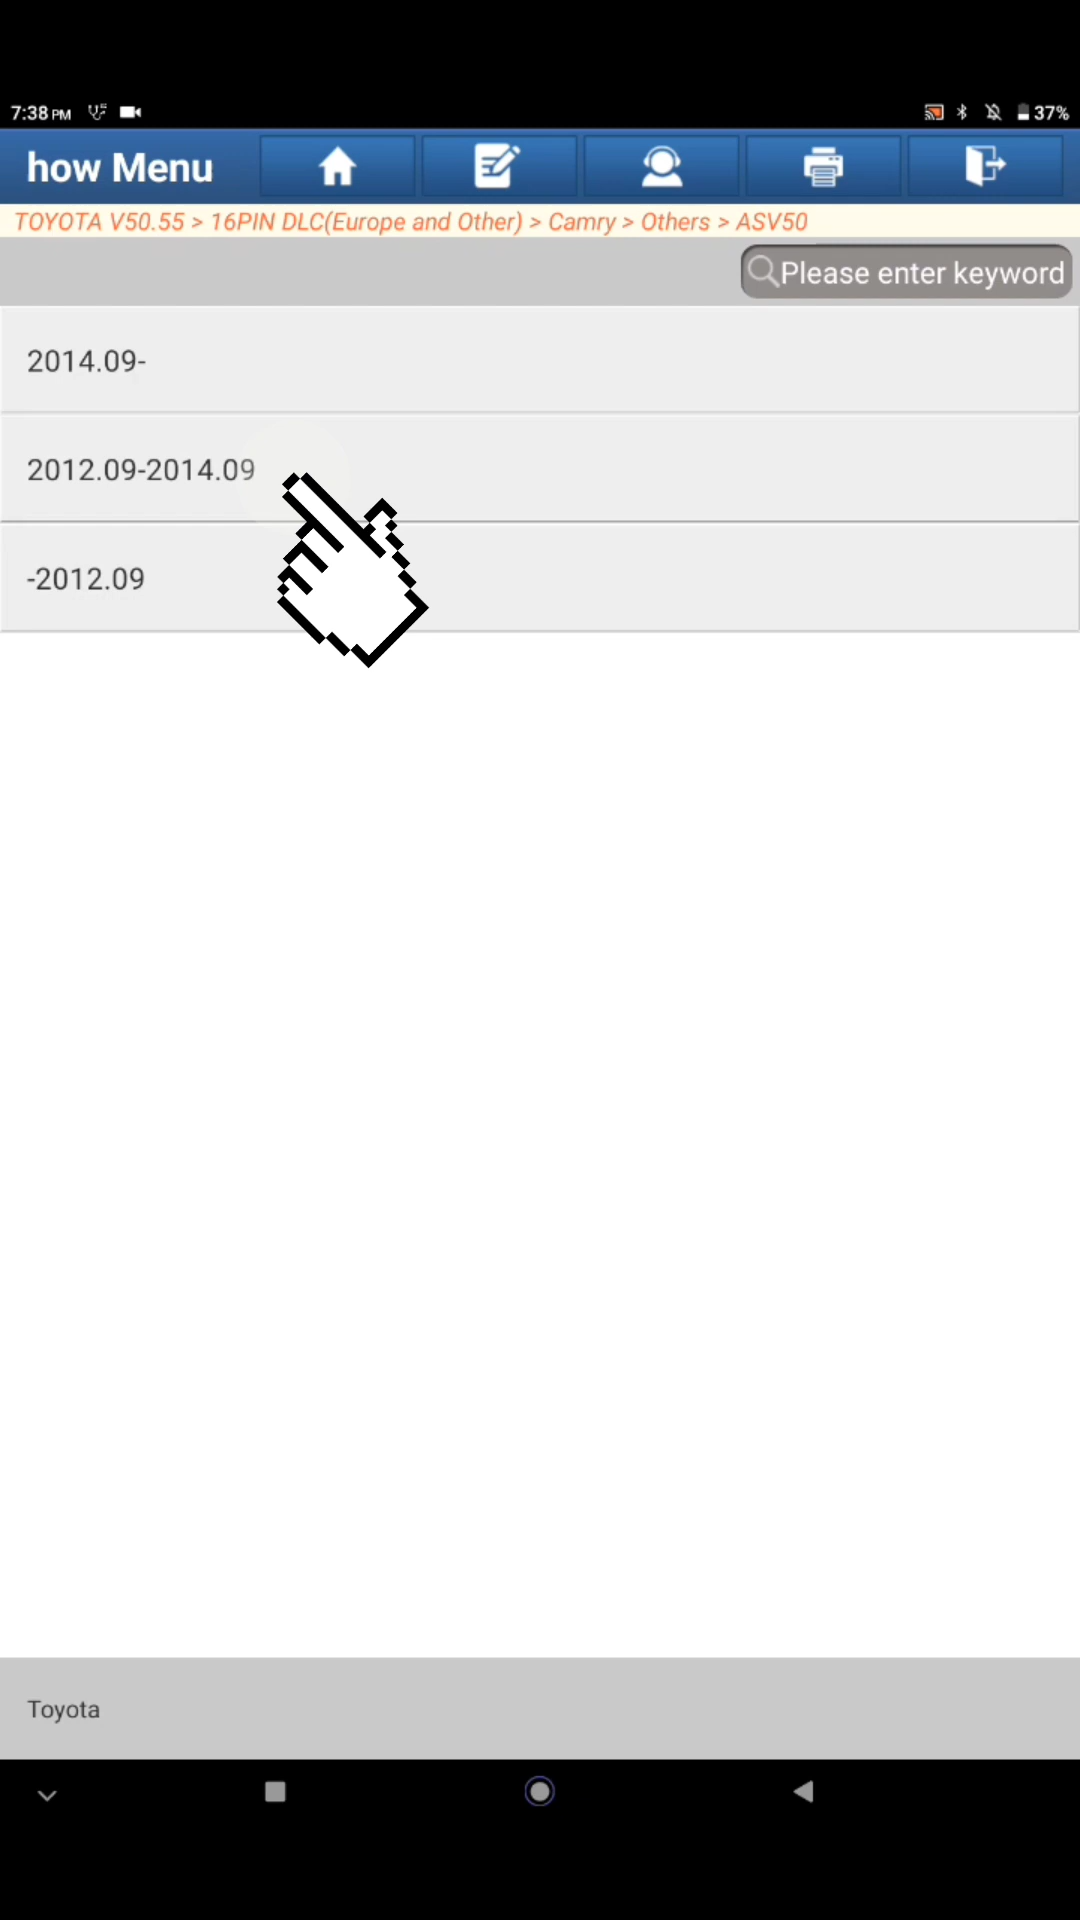 7:38 PM
37%
how Menu
TOYOTA V50.55 > 16PIN DLC(Europe and Other) > Camry > Others > ASV50
Please enter keyword
2014.09-
2012.09-2014.09
-2012.09
Toyota